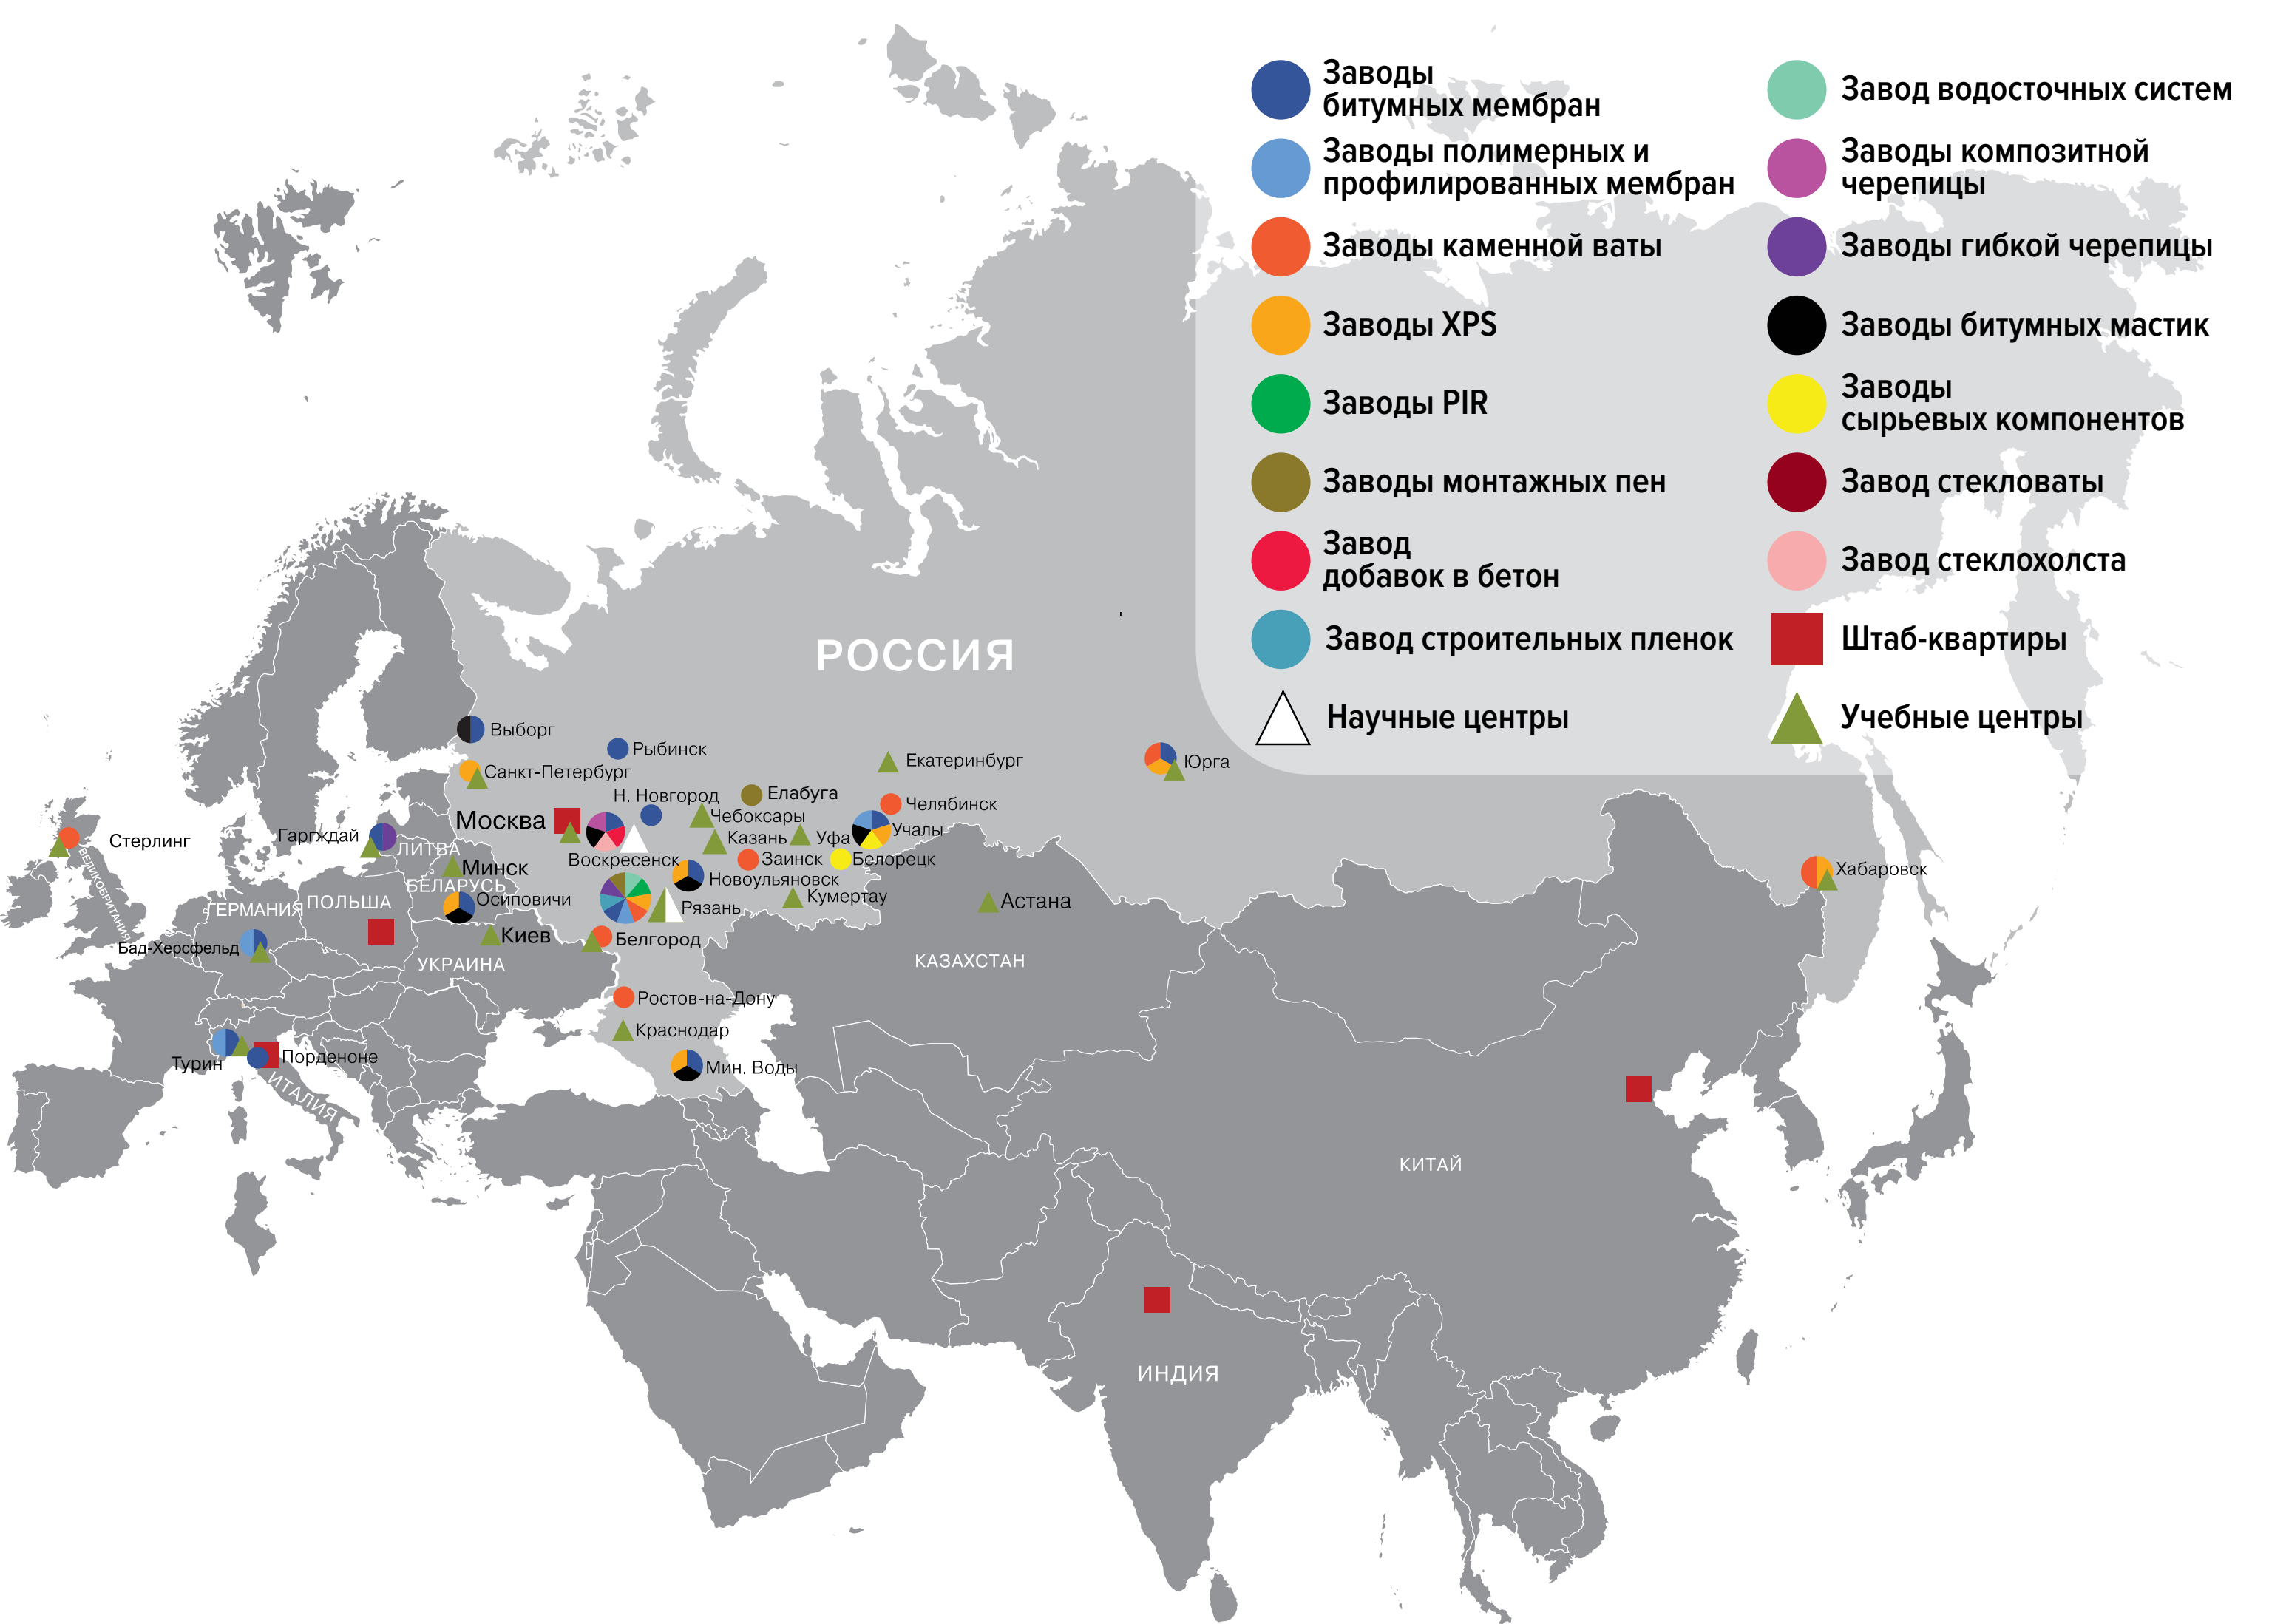 Заводы
битумных мембран
Заводы полимерных и
профилированных мембран
Заводы каменной ваты
Заводы XPS
Заводы PIR
Заводы монтажных пен
Завод
добавок в бетон
Завод строительных пленок
Научные центры
Завод водосточных систем
Заводы композитной
черепицы
Заводы гибкой черепицы
Заводы битумных мастик
Заводы
сырьевых компонентов
Завод стекловаты
Завод стеклохолста
Штаб-квартиры
Учебные центры
РОССИЯ
Выборг
Рыбинск
Санкт-Петербург
Екатеринбург
Юрга
Н. Новгород
Елабуга
Челябинск
Москва
Чебоксары
Учалы
Стерлинг
ВЕЛИКОБРИТАНИЯ
Гаргждай
ЛИТВА
Казань
Уфа
Воскресенск
Заинск
Белорецк
Минск
Хабаровск
БЕЛАРУСЬ
Новоульяновск
Осиповичи
Кумертау
Астана
ГЕРМАНИЯ
ПОЛЬША
Рязань
Киев
Белгород
Бад-Херсфельд
УКРАИНА
КАЗАХСТАН
Ростов-на-Дону
Краснодар
Турин
Порденоне
Мин. Воды
ИТАЛИЯ
КИТАЙ
ИНДИЯ